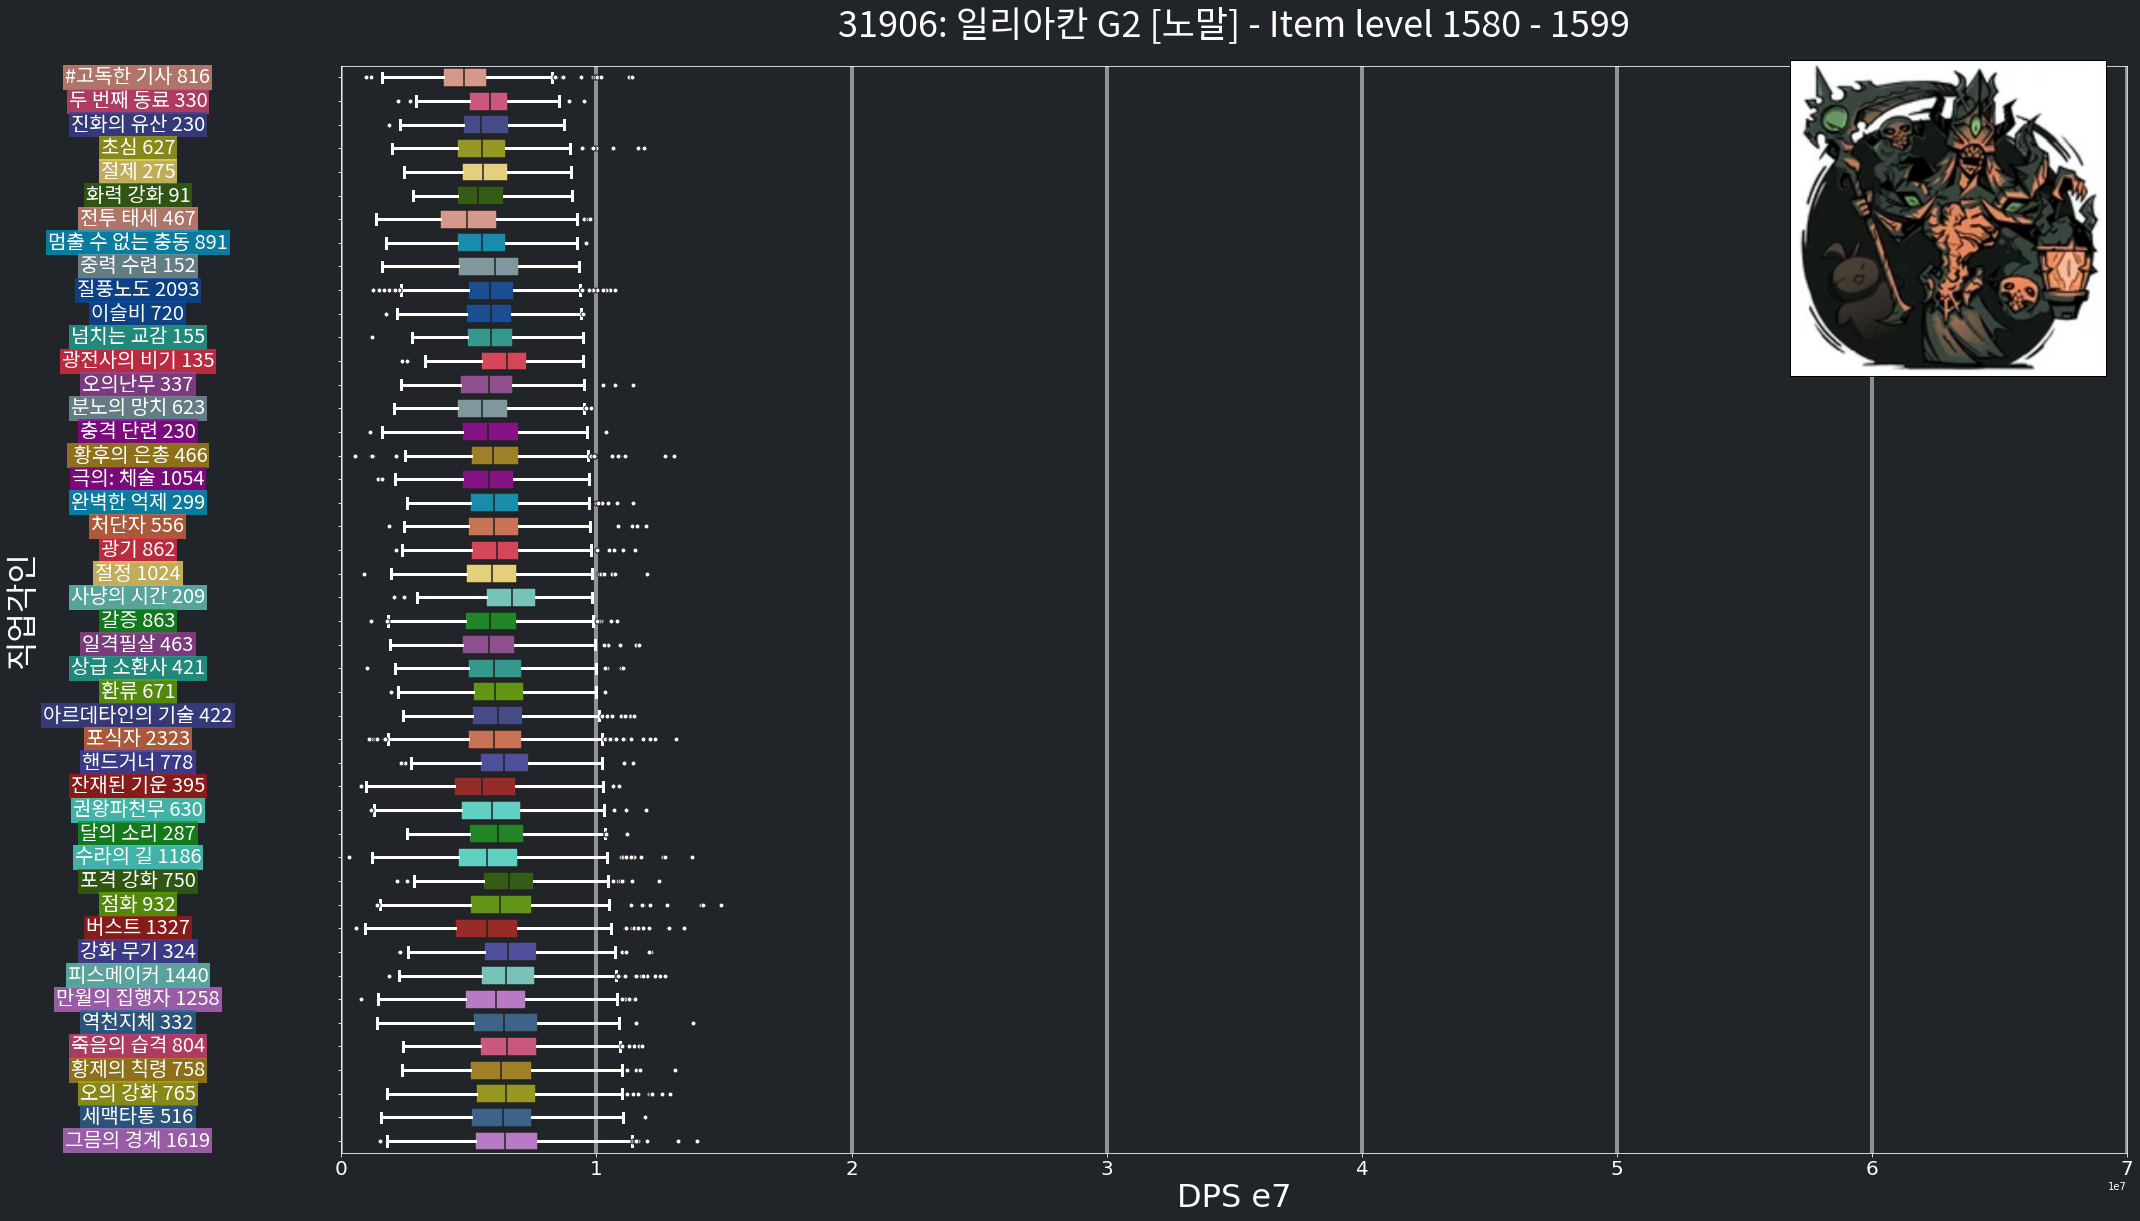 31906: 일리아칸 G2 [노말] - Item level 1580 - 1599
#고독한 기사 816
두 번째 동료 330
진화의 유산 230
초심 627
절제 275
화력 강화 91
전투 태세 467
멈출 수 없는 충동 891
중력 수련 152
질풍노도 2093
이슬비 720
넘치는 교감 155
광전사의 비기 135
오의난무 337
분노의 망치 623
충격 단련 230
황후의 은총 466
극의: 체술 1054
완벽한 억제 299
처단자 556
광기 862
절정 1024
사냥의 시간 209
갈증 863
일격필살 463
상급 소환사 421
환류 671
아르데타인의 기술 422
포식자 2323
핸드거너 778
잔재된 기운 395
권왕파천무 630
달의 소리 287
수라의 길 1186
포격 강화 750
점화 932
버스트 1327
강화 무기 324
피스메이커 1440
만월의 집행자 1258
역천지체 332
죽음의 습격 804
황제의 칙령 758
오의 강화 765
세맥타통 516
그믐의 경계 1619
직업각인
0 1 2 3 4 5 6 7
DPS e7
1e7